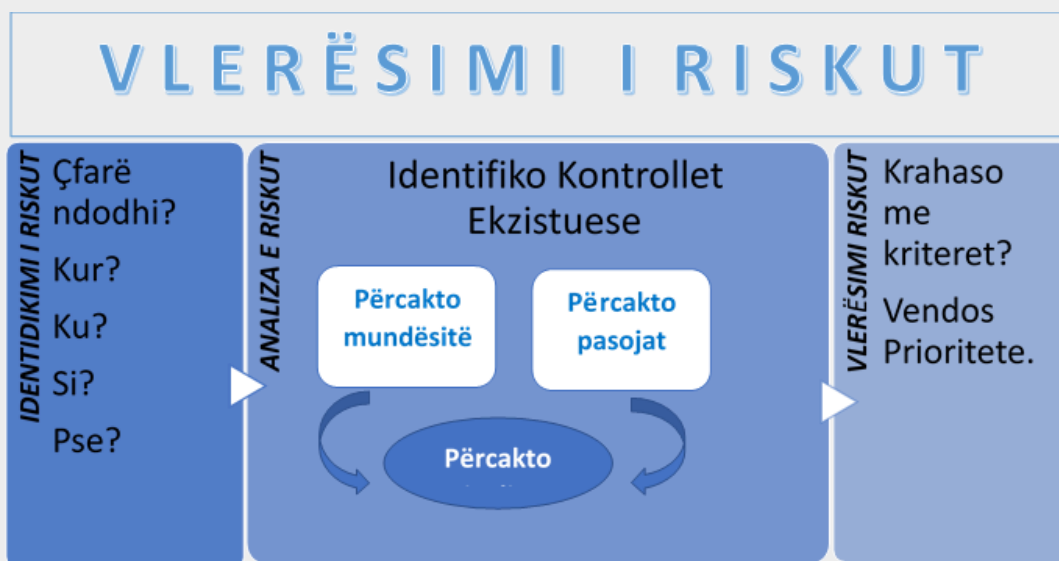 VLERËSIMI I RISKUT
IDENTIDIKIMI I RISKUT
Çfarë
ndodhi?
Kur?
Ku?
Si?
Pse?
ANALIZA E RISKUT
Identifiko Kontrollet
Ekzistuese
Përcakto
mundësitë
Përcakto
pasojat
Përcakto
VLERËSIMI RISKUT
Krahaso
me
kriteret?
Vendos
Prioritete.